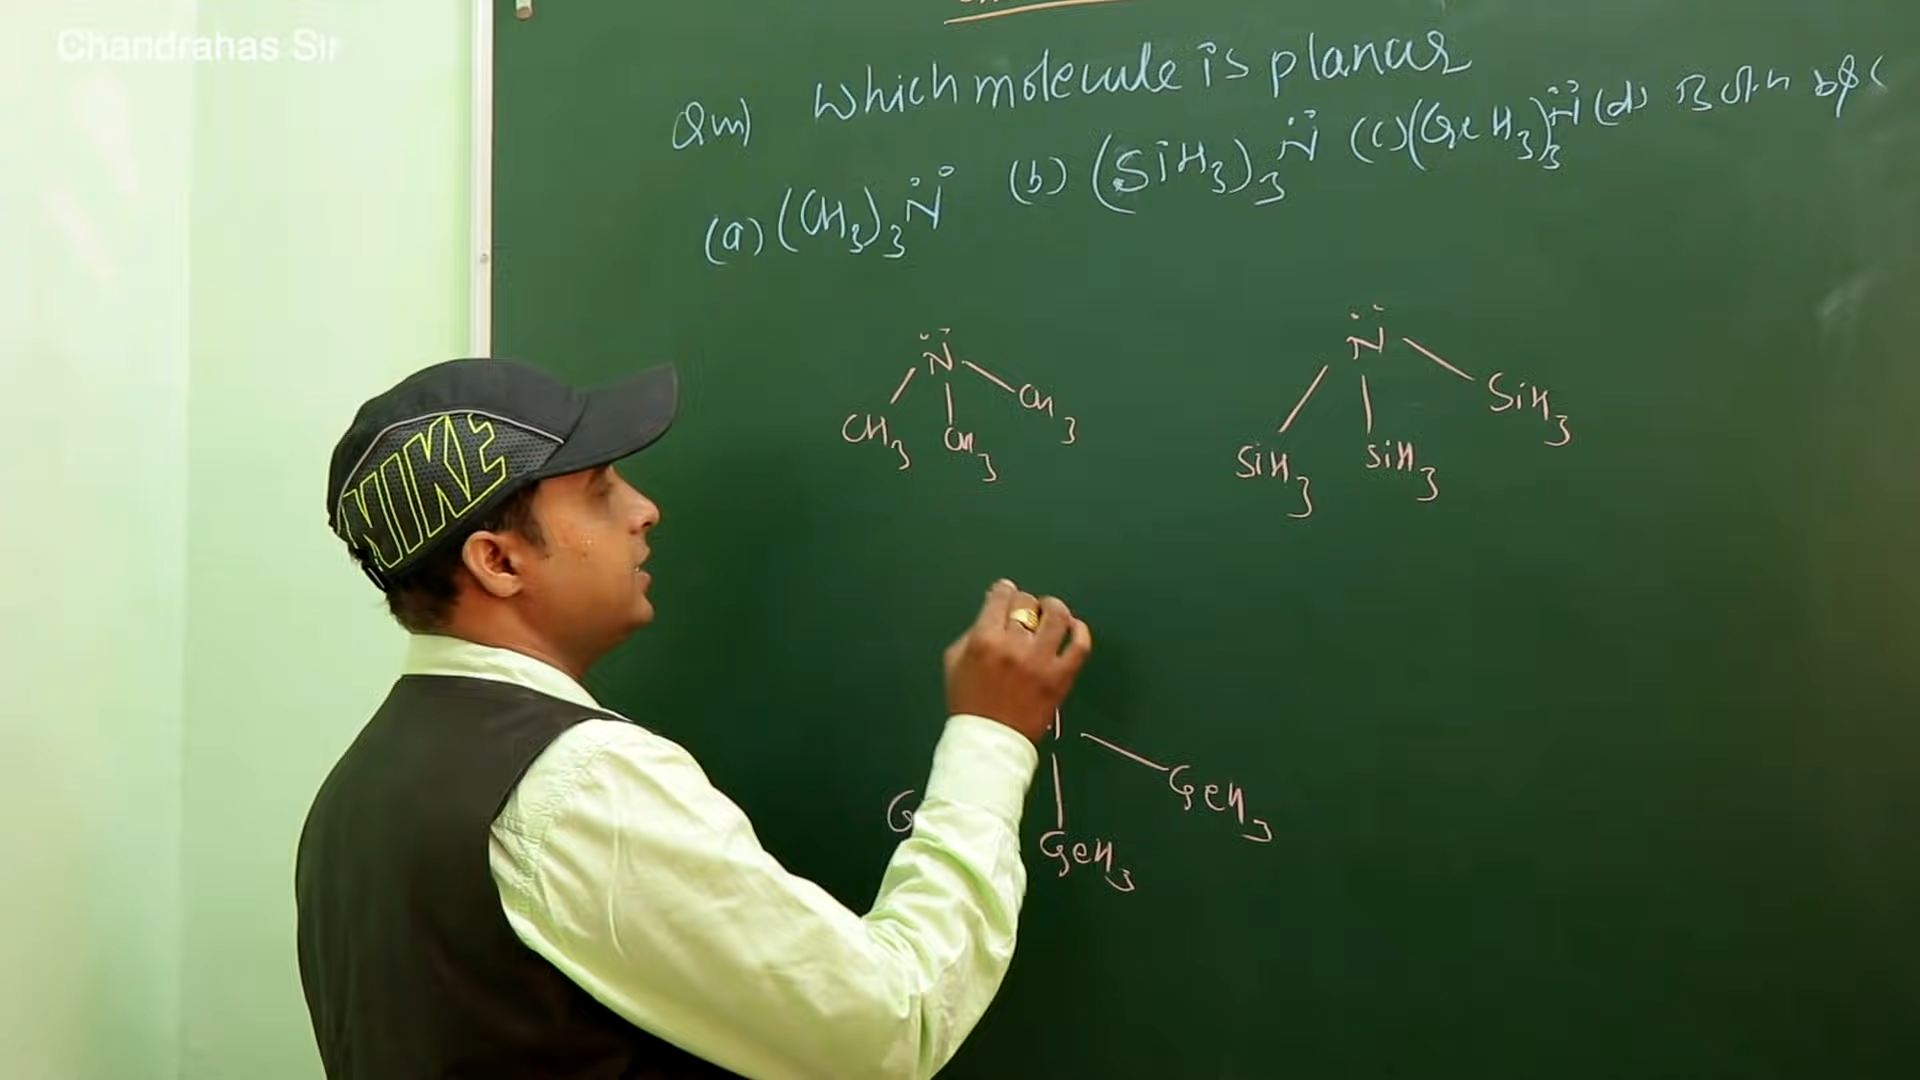 Chandrahas Sir
Qm) Which molecule is planar
(a) (CH3)3N̈ (b) (SiH3)3N̈ (c) (GeH3)3N̈ (d) Both b & c
N̈
CH3 CH3 CH3
N̈
SiH3 SiH3 SiH3
GeH3 GeH3
NIKE